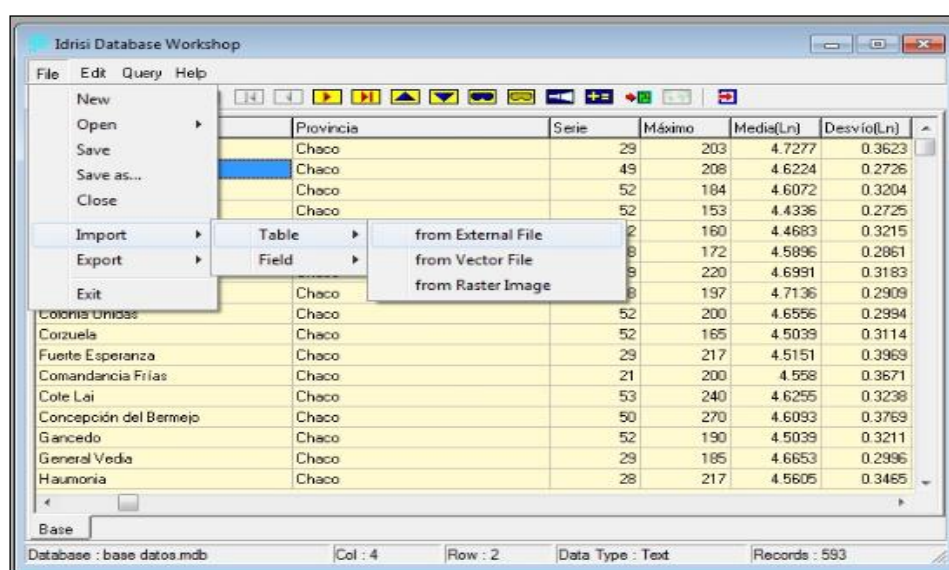 Idrisi Database Workshop
File Edit Query Help
New
Open
Save
Save as...
Close
Import
Export
Exit
Table
Field
from External File
from Vector File
from Raster Image
Provincia Serie Máximo Media(Ln) Desvío(Ln)
Chaco 29 203 4.7277 0.3623
Chaco 49 208 4.6224 0.2726
Chaco 52 184 4.6072 0.3204
Chaco 52 153 4.4336 0.2725
160 4.4683 0.3215
172 4.5896 0.2861
220 4.6991 0.3183
Chaco 197 4.7136 0.2909
Colonia Unidas Chaco 52 200 4.6556 0.2994
Corzuela Chaco 52 165 4.5039 0.3114
Fuerte Esperanza Chaco 29 217 4.5151 0.3969
Comandancia Frías Chaco 21 200 4.558 0.3671
Cote Lai Chaco 53 240 4.6255 0.3238
Concepción del Bermejo Chaco 50 270 4.6093 0.3769
Gancedo Chaco 52 190 4.5039 0.3211
General Vedia Chaco 29 185 4.6653 0.2996
Haumonia Chaco 28 217 4.5605 0.3465
Base
Database : base datos.mdb Col : 4 Row : 2 Data Type : Text Records : 593